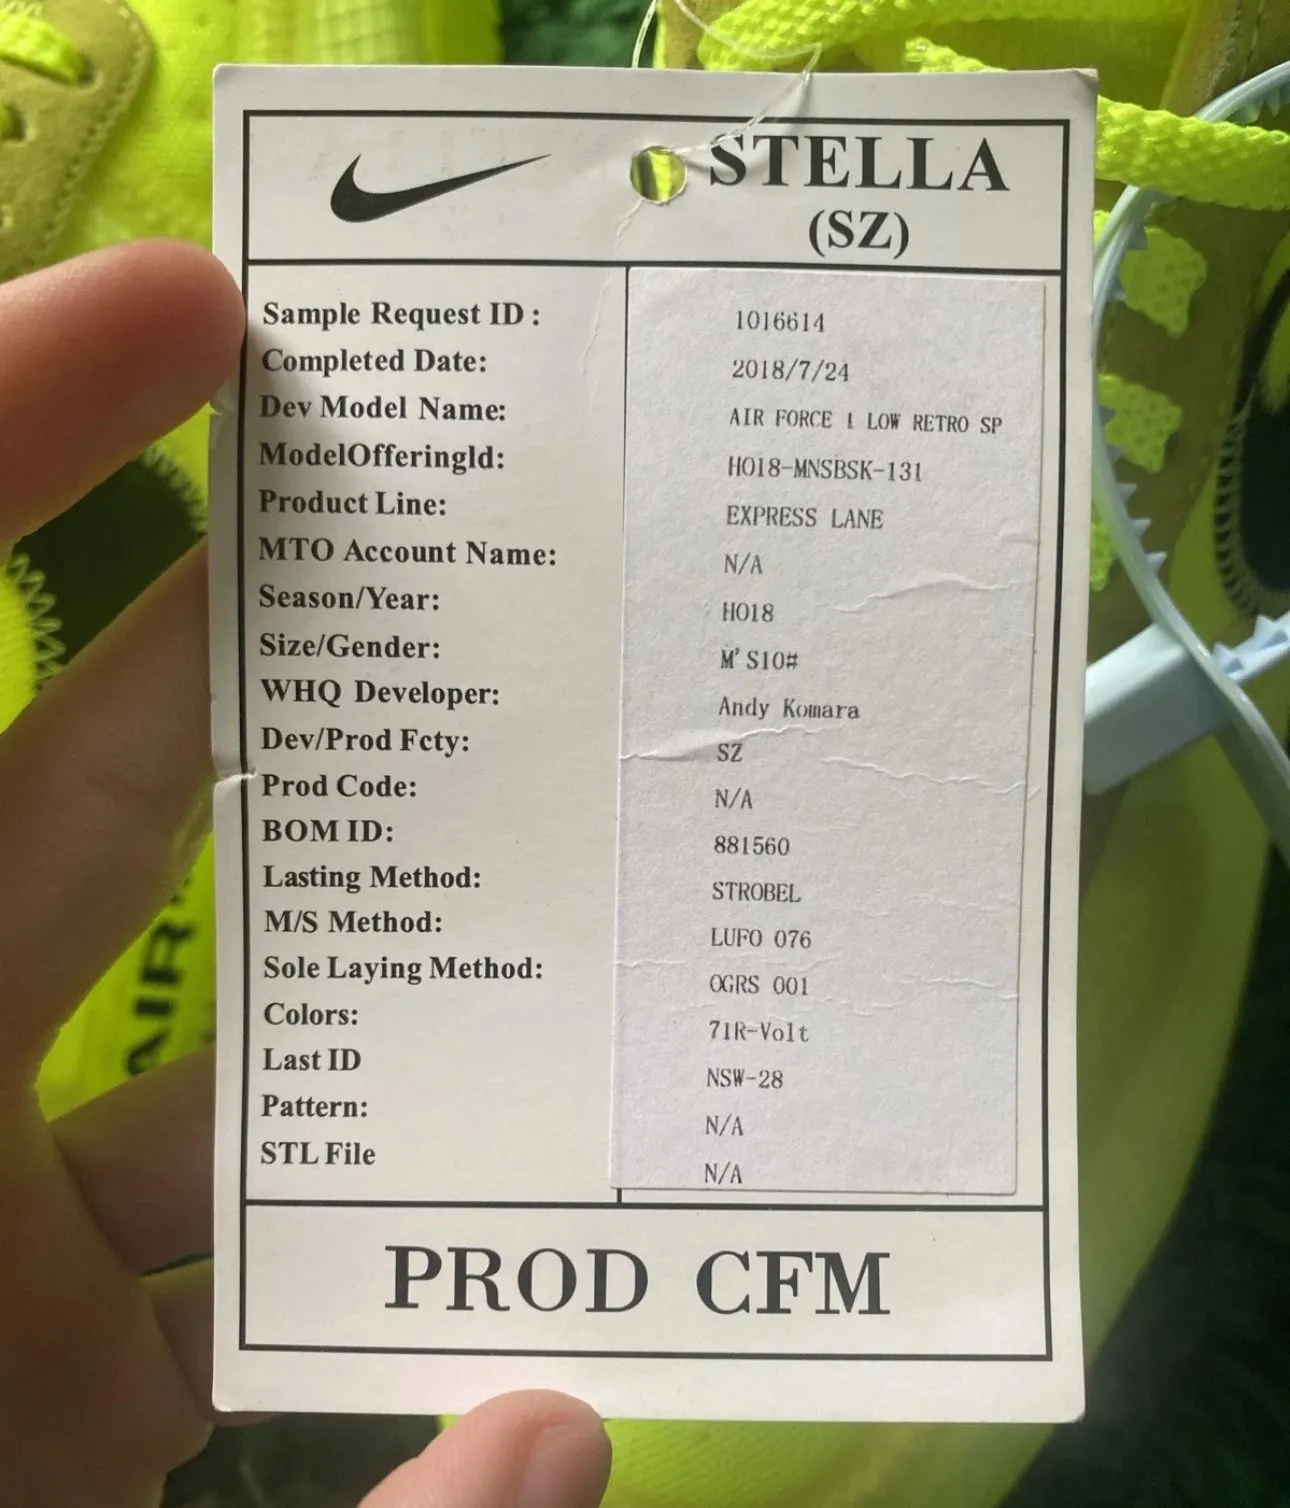 STELLA
(SZ)
Sample Request ID : 1016614
Completed Date: 2018/7/24
Dev Model Name: AIR FORCE 1 LOW RETRO SP
ModelOfferingld: HO18-MNSBSK-131
Product Line: EXPRESS LANE
MTO Account Name: N/A
Season/Year: HO18
Size/Gender: M'S10#
WHQ Developer: Andy Komara
Dev/Prod Fcty: SZ
Prod Code: N/A
BOM ID: 881560
Lasting Method: STROBEL
M/S Method: LUFO 076
Sole Laying Method: OGRS 001
Colors: 71R-Volt
Last ID NSW-28
Pattern: N/A
STL File N/A
PROD CFM
AIR